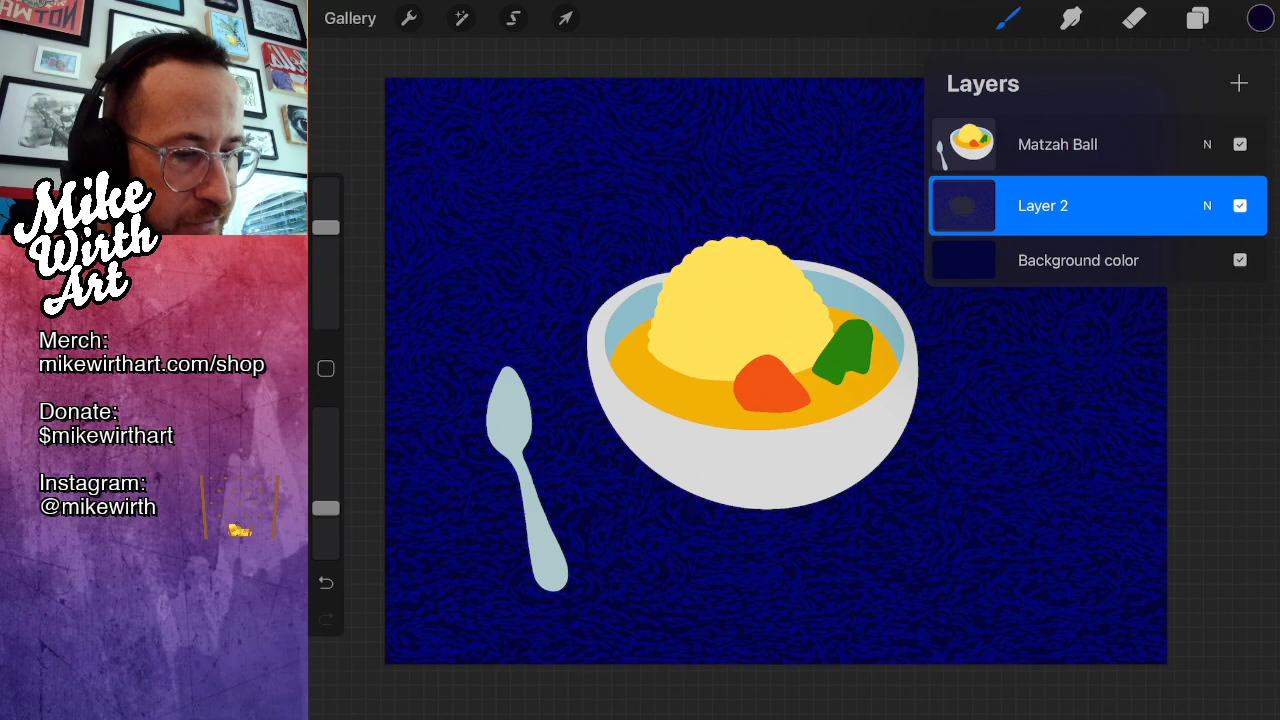 Gallery
Layers
Matzah Ball
N
Layer 2
N
Background color
Mike
Wirth
Art
Merch:
mikewirthart.com/shop
Donate:
$mikewirthart
Instagram:
@mikewirth